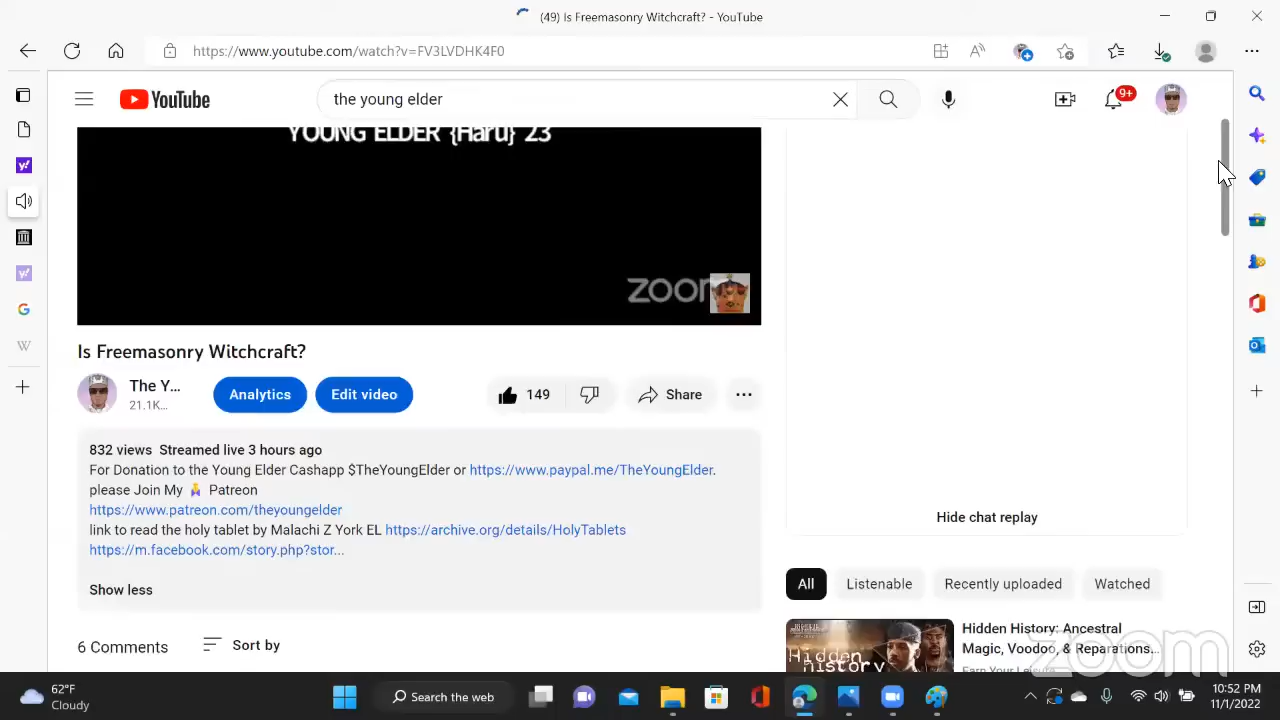 (49) Is Freemasonry Witchcraft? - YouTube
https://www.youtube.com/watch?v=FV3LVDHK4F0
YouTube
the young elder
9+
YOUNG ELDER {Haru} 23
zoom
Is Freemasonry Witchcraft?
The Y...
21.1K...
Analytics
Edit video
149
Share
832 views Streamed live 3 hours ago
For Donation to the Young Elder Cashapp $TheYoungElder or https://www.paypal.me/TheYoungElder.
please Join My Patreon
https://www.patreon.com/theyoungelder
link to read the holy tablet by Malachi Z York EL https://archive.org/details/HolyTablets
https://m.facebook.com/story.php?stor...
Show less
6 Comments
Sort by
Hide chat replay
All
Listenable
Recently uploaded
Watched
Hidden History
Hidden History: Ancestral
Magic, Voodoo, & Reparations...
Earn Your Leisure
zoom
62°F
Cloudy
Search the web
10:52 PM
11/1/2022